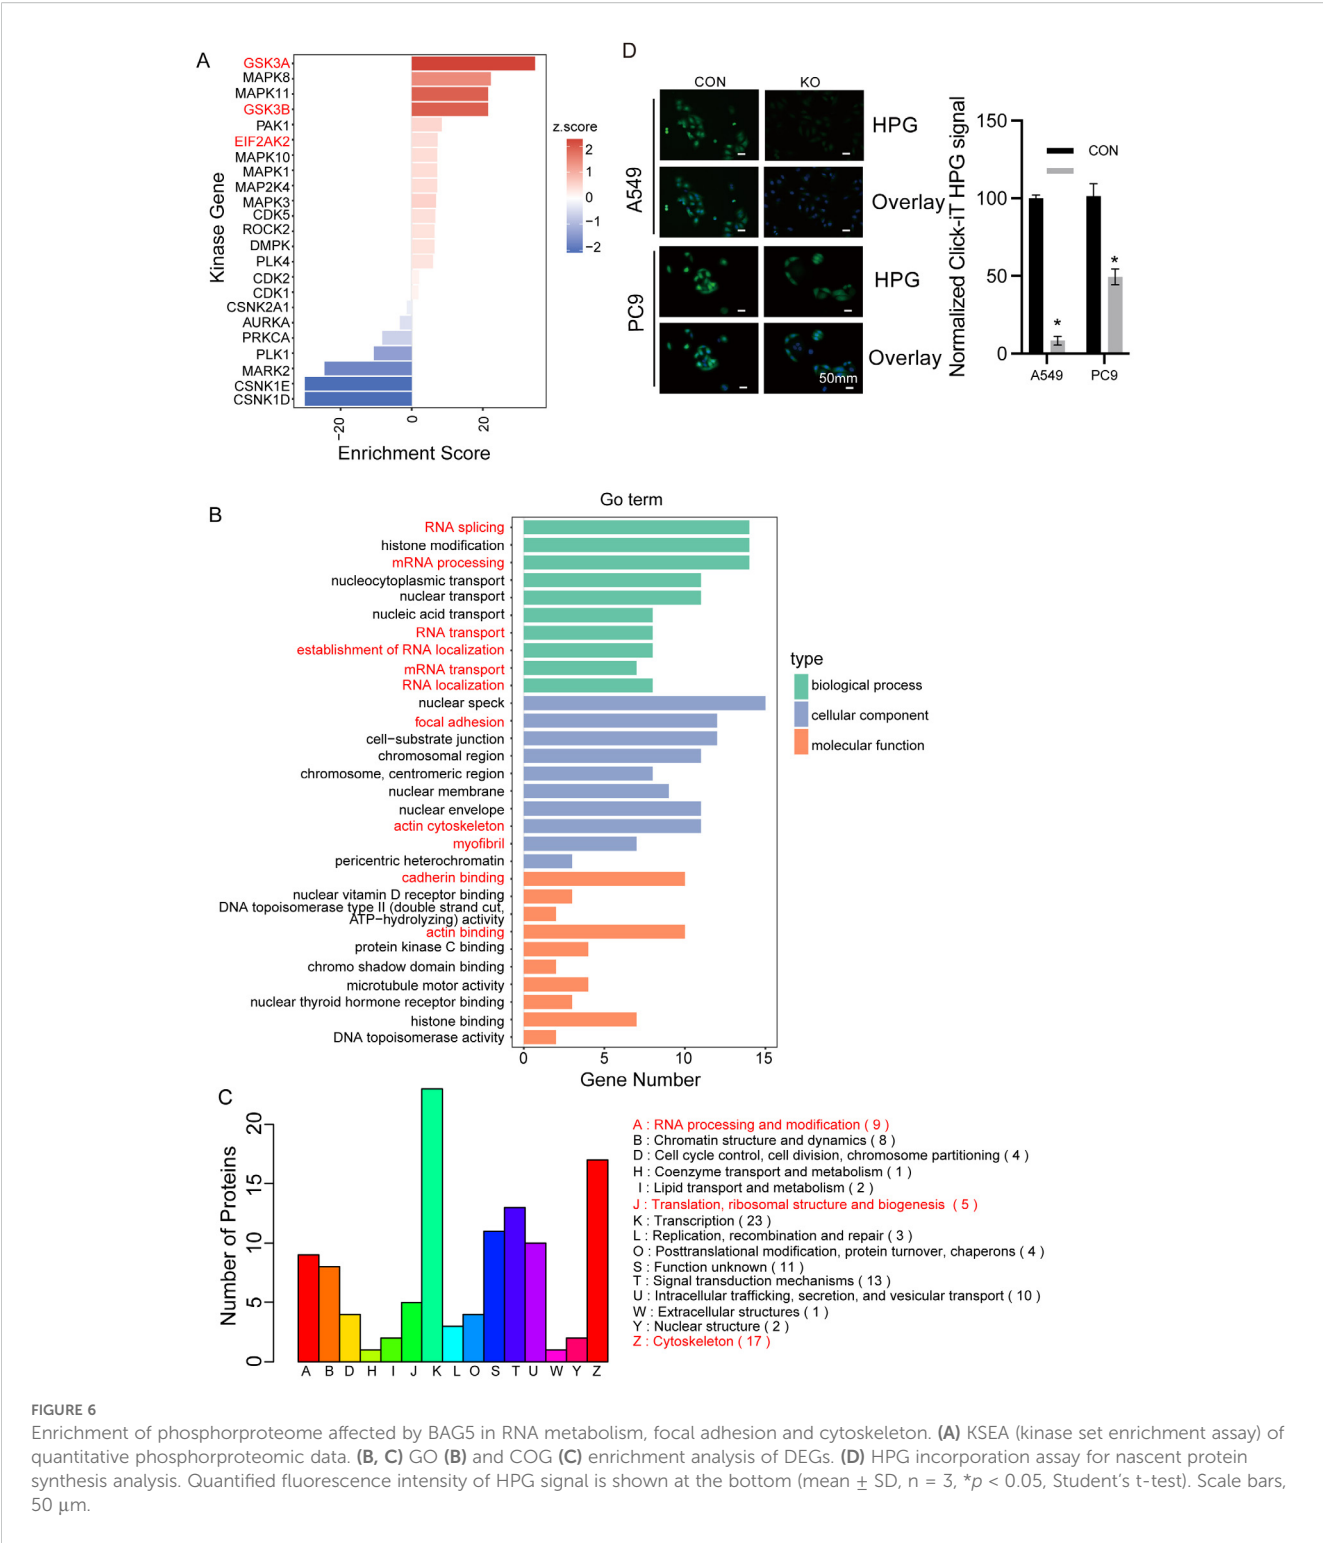 A
GSK3A
MAPK8
MAPK11
GSK3B
PAK1
EIF2AK2
MAPK10
MAPK1
MAP2K4
MAPK3
CDK5
ROCK2
DMPK
PLK4
CDK2
CDK1
CSNK2A1
AURKA
PRKCA
PLK1
MARK2
CSNK1E
CSNK1D
Kinase Gene
−20
0
20
Enrichment Score
z.score
2
1
0
−1
−2
D
CON
KO
A549
HPG
Overlay
PC9
HPG
Overlay
50mm
Normalized Click-iT HPG signal
150
100
50
0
CON
*
*
A549
PC9
B
Go term
RNA splicing
histone modification
mRNA processing
nucleocytoplasmic transport
nuclear transport
nucleic acid transport
RNA transport
establishment of RNA localization
mRNA transport
RNA localization
nuclear speck
focal adhesion
cell−substrate junction
chromosomal region
chromosome, centromeric region
nuclear membrane
nuclear envelope
actin cytoskeleton
myofibril
pericentric heterochromatin
cadherin binding
nuclear vitamin D receptor binding
DNA topoisomerase type II (double strand cut,
ATP−hydrolyzing) activity
actin binding
protein kinase C binding
chromo shadow domain binding
microtubule motor activity
nuclear thyroid hormone receptor binding
histone binding
DNA topoisomerase activity
0
5
10
15
Gene Number
type
biological process
cellular component
molecular function
C
Number of Proteins
20
15
10
5
0
A B D H I J K L O S T U W Y Z
A : RNA processing and modification ( 9 )
B : Chromatin structure and dynamics ( 8 )
D : Cell cycle control, cell division, chromosome partitioning ( 4 )
H : Coenzyme transport and metabolism ( 1 )
I : Lipid transport and metabolism ( 2 )
J : Translation, ribosomal structure and biogenesis ( 5 )
K : Transcription ( 23 )
L : Replication, recombination and repair ( 3 )
O : Posttranslational modification, protein turnover, chaperons ( 4 )
S : Function unknown ( 11 )
T : Signal transduction mechanisms ( 13 )
U : Intracellular trafficking, secretion, and vesicular transport ( 10 )
W : Extracellular structures ( 1 )
Y : Nuclear structure ( 2 )
Z : Cytoskeleton ( 17 )
FIGURE 6
Enrichment of phosphorproteome affected by BAG5 in RNA metabolism, focal adhesion and cytoskeleton. (A) KSEA (kinase set enrichment assay) of
quantitative phosphorproteomic data. (B, C) GO (B) and COG (C) enrichment analysis of DEGs. (D) HPG incorporation assay for nascent protein
synthesis analysis. Quantified fluorescence intensity of HPG signal is shown at the bottom (mean ± SD, n = 3, *p < 0.05, Student's t-test). Scale bars,
50 μm.